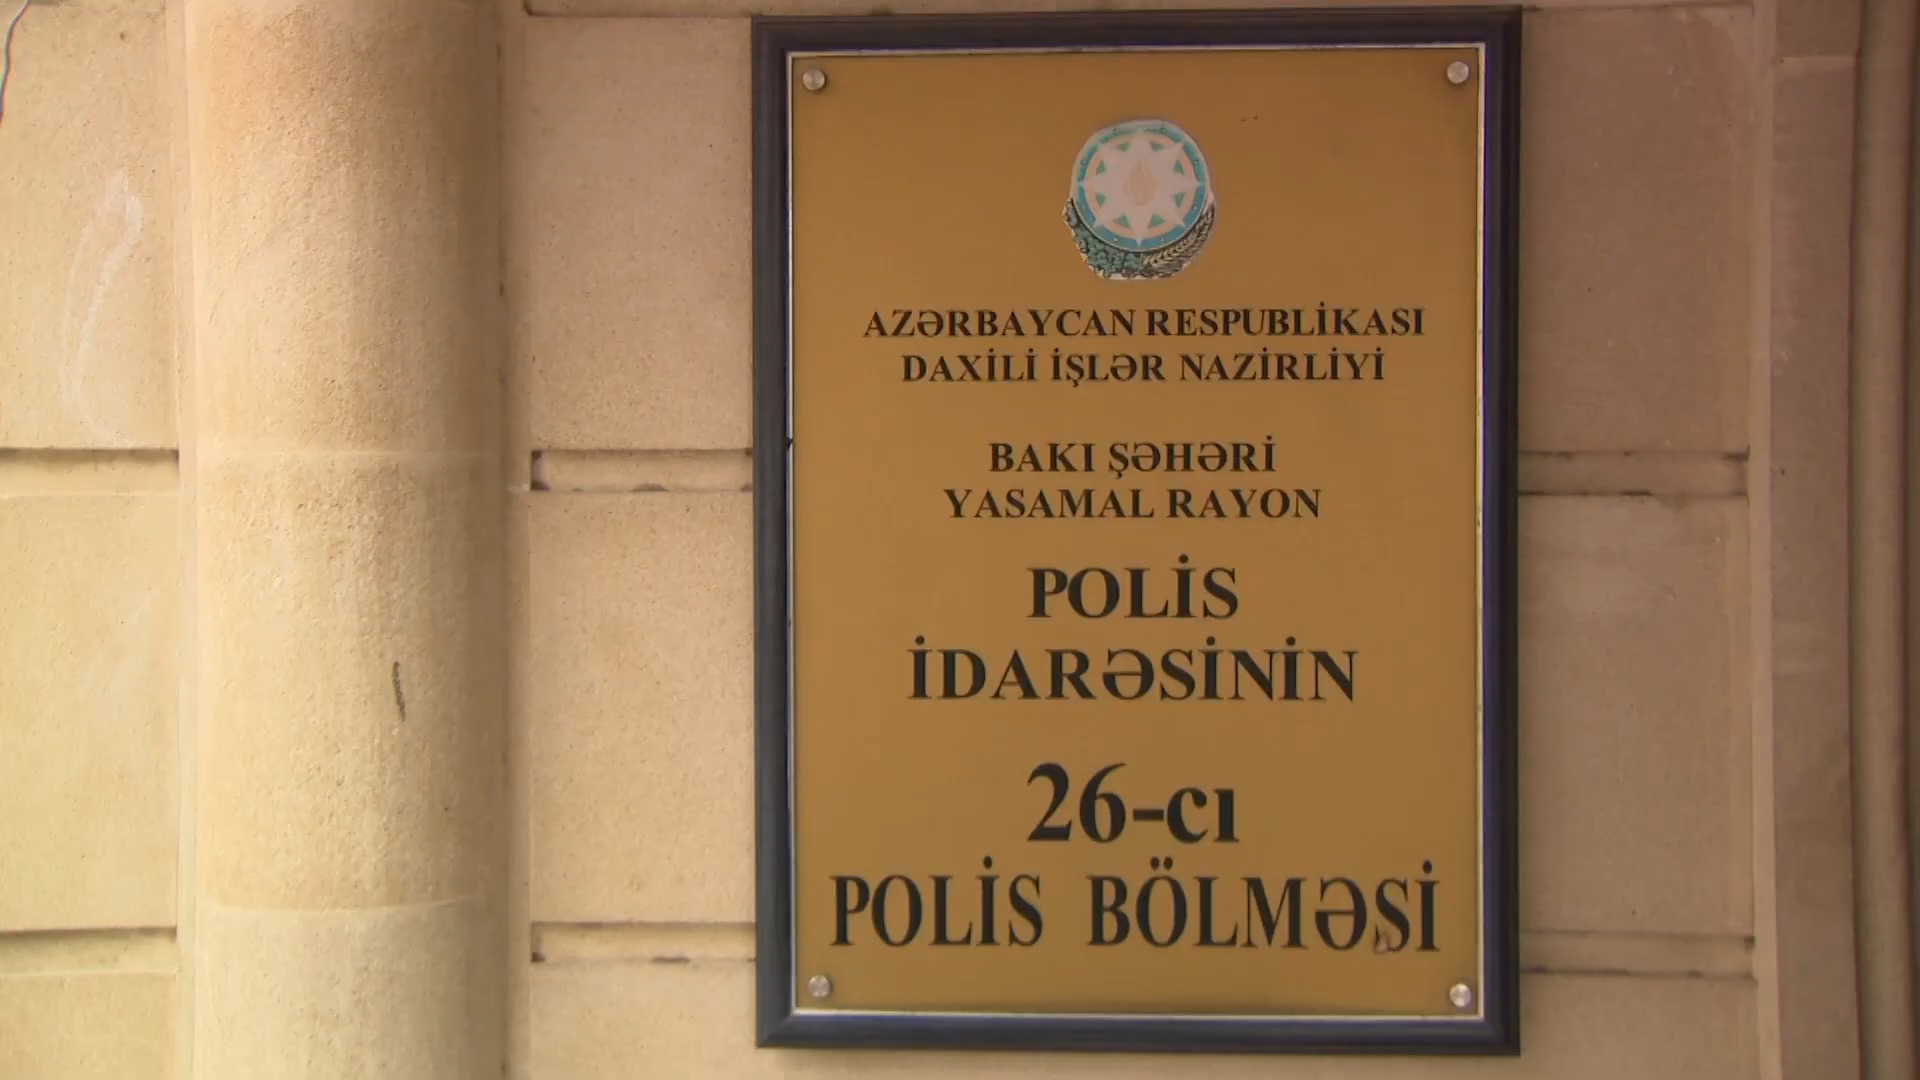 AZƏRBAYCAN RESPUBLİKASI
DAXİLİ İŞLƏR NAZİRLİYİ
BAKI ŞƏHƏRİ
YASAMAL RAYON
POLİS
İDARƏSİNİN
26-cı
POLİS BÖLMƏSİ